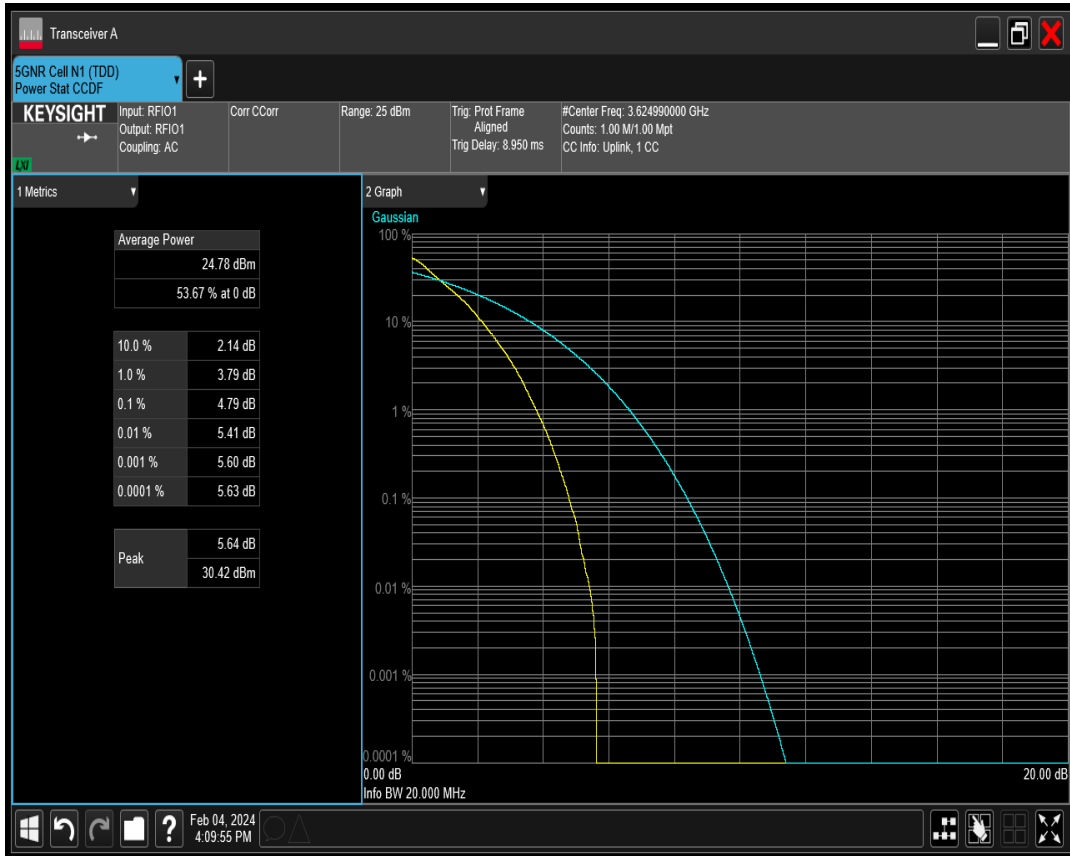 Transceiver A
5GNR Cell N1 (TDD)
Power Stat CCDF
+
KEYSIGHT
LXI
Input: RFIO1
Output: RFIO1
Coupling: AC
Corr CCorr
Range: 25 dBm
Trig: Prot Frame
Aligned
Trig Delay: 8.950 ms
#Center Freq: 3.624990000 GHz
Counts: 1.00 M/1.00 Mpt
CC Info: Uplink, 1 CC
1 Metrics
Average Power
24.78 dBm
53.67 % at 0 dB
10.0 % 2.14 dB
1.0 % 3.79 dB
0.1 % 4.79 dB
0.01 % 5.41 dB
0.001 % 5.60 dB
0.0001 % 5.63 dB
Peak
5.64 dB
30.42 dBm
2 Graph
Gaussian
100 %
10 %
1 %
0.1 %
0.01 %
0.001 %
0.0001 %
0.00 dB 20.00 dB
Info BW 20.000 MHz
?
Feb 04, 2024
4:09:55 PM